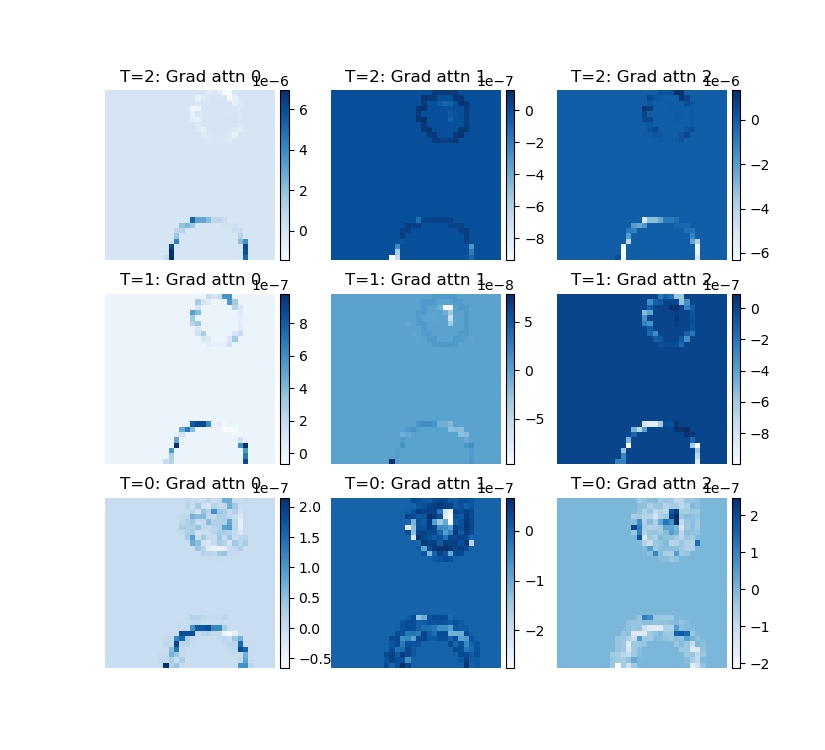 T=2: Grad attn 0
1e−6
6
4
2
0
T=2: Grad attn 1
1e−7
0
−2
−4
−6
−8
T=2: Grad attn 2
1e−6
0
−2
−4
−6
T=1: Grad attn 0
1e−7
8
6
4
2
0
T=1: Grad attn 1
1e−8
5
0
−5
T=1: Grad attn 2
1e−7
0
−2
−4
−6
−8
T=0: Grad attn 0
1e−7
2.0
1.5
1.0
0.5
0.0
−0.5
T=0: Grad attn 1
1e−7
0
−1
−2
T=0: Grad attn 2
1e−7
2
1
0
−1
−2